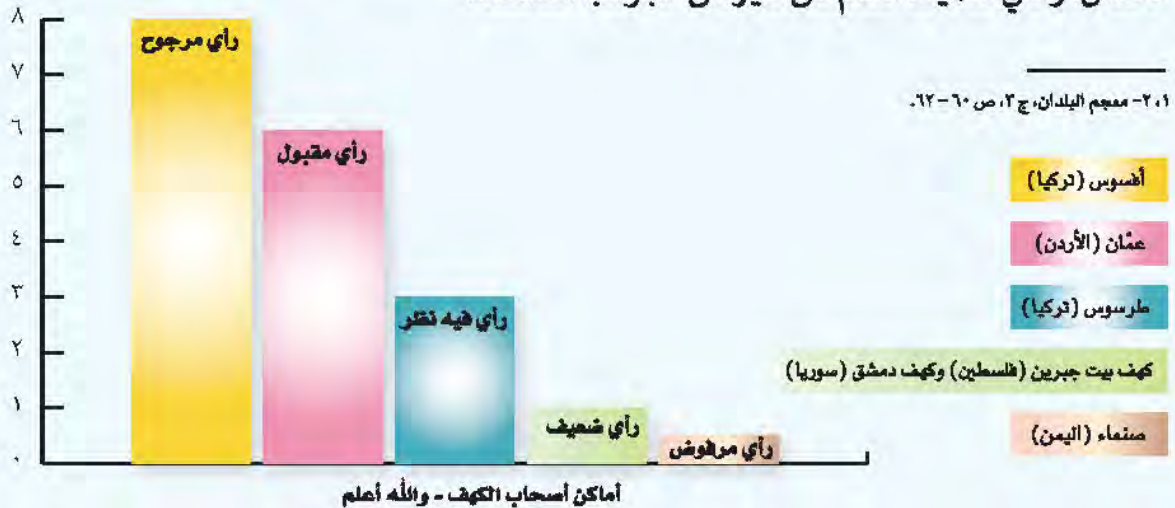 ٨
٧
٦
٥
٤
٣
٢
١
٠
رأي مرجوح
رأي مقبول
رأي فيه نظر
رأي ضعيف
رأي مرفوض
أماكن أصحاب الكهف - والله أعلم
١، ٢- معجم البلدان، ج ٣، ص ٦٠ - ٦٢.
أفسوس (تركيا)
عمّان (الأردن)
طرسوس (تركيا)
كهف بيت جبرين (فلسطين) وكهف دمشق (سوريا)
صنعاء (اليمن)